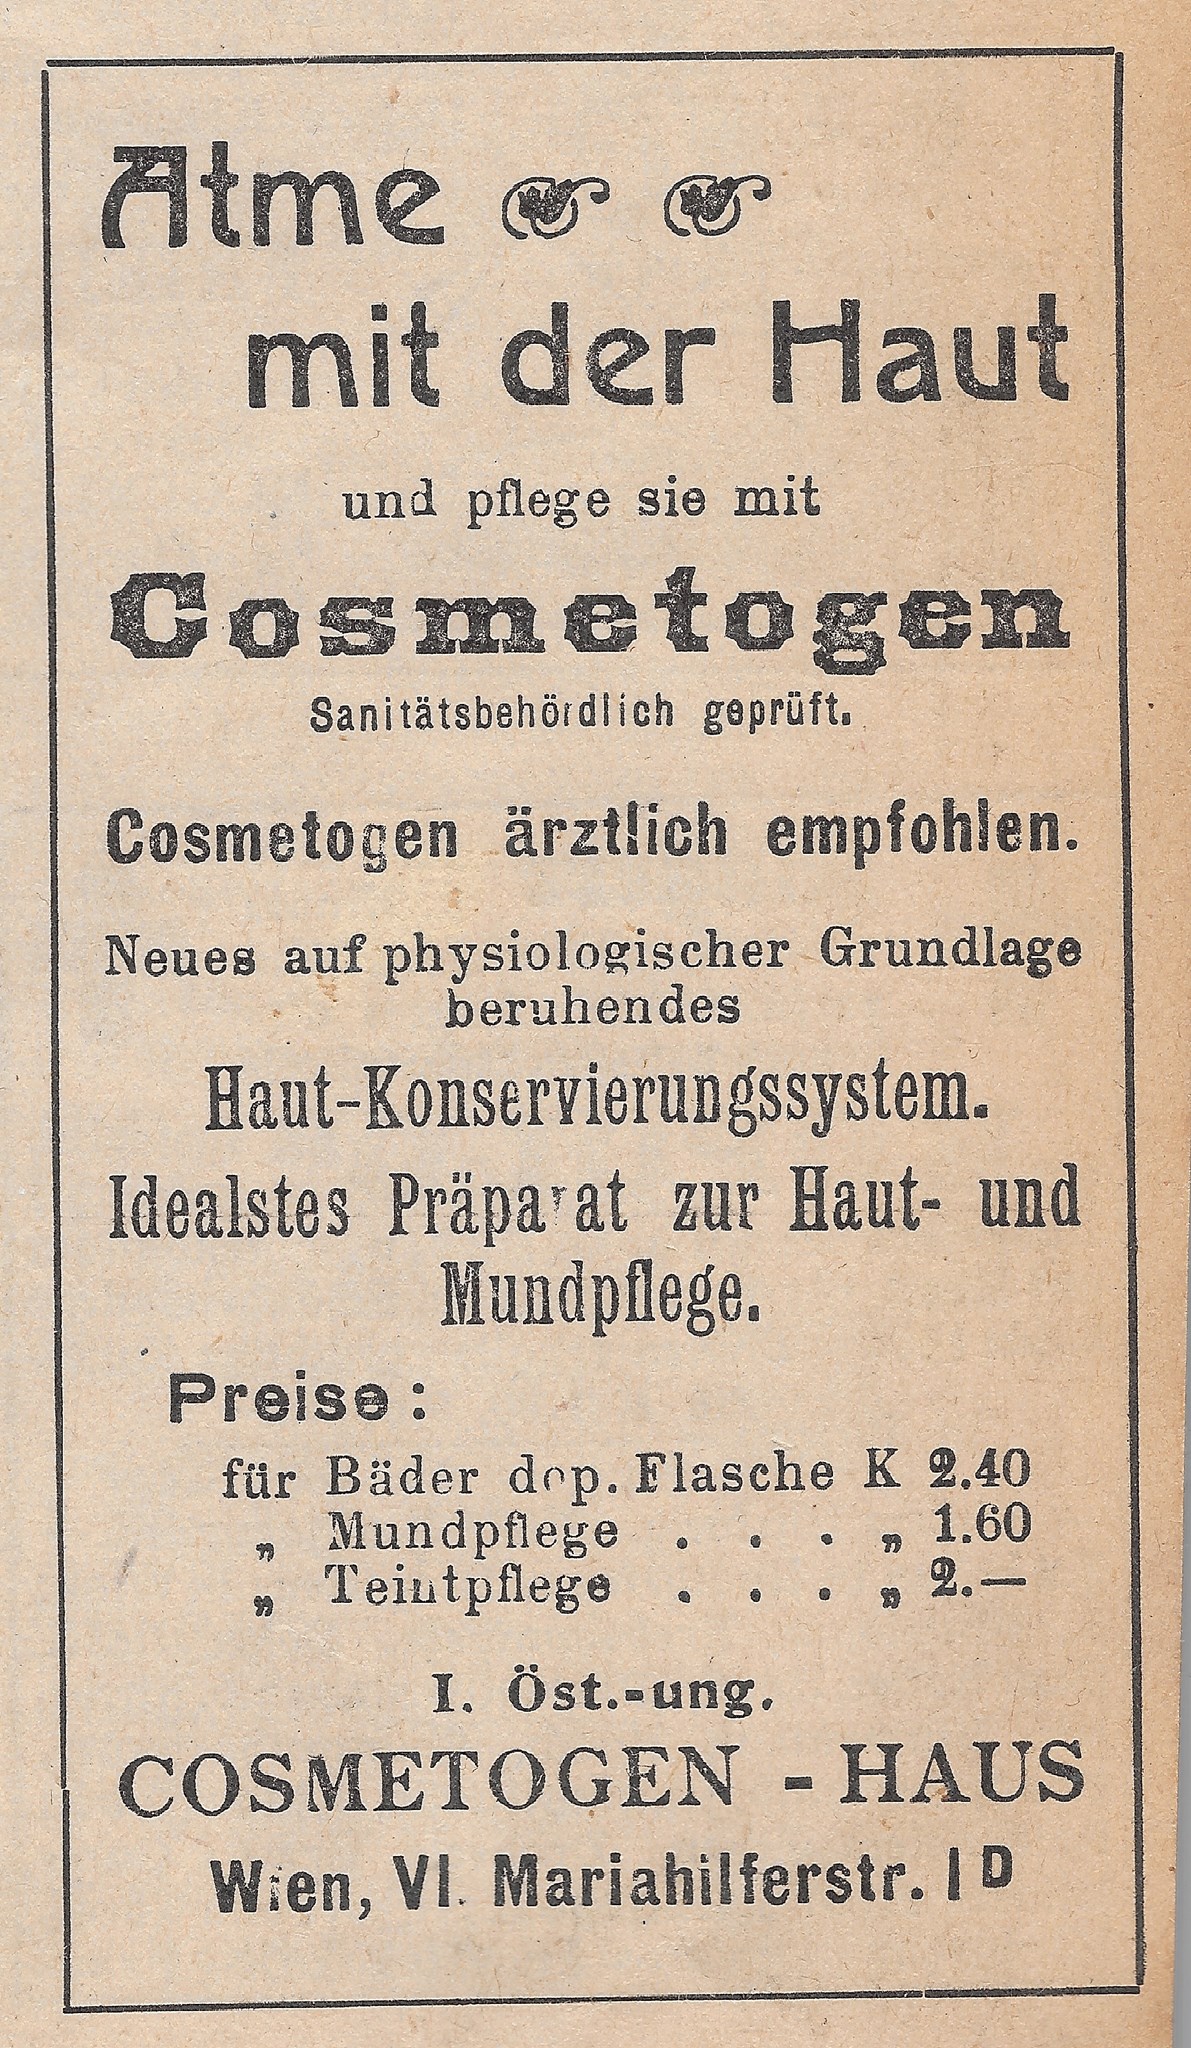 Atme
mit der Haut
und pflege sie mit
Cosmetogen
Sanitätsbehördlich geprüft.
Cosmetogen ärztlich empfohlen.
Neues auf physiologischer Grundlage
beruhendes
Haut-Konservierungssystem.
Idealstes Präparat zur Haut- und
Mundpflege.
Preise:
für Bäder dop. Flasche K 2.40
„ Mundpflege . . . „ 1.60
„ Teintpflege . . . „ 2.—
I. Öst.-ung.
COSMETOGEN - HAUS
Wien, VI. Mariahilferstr. 1 D